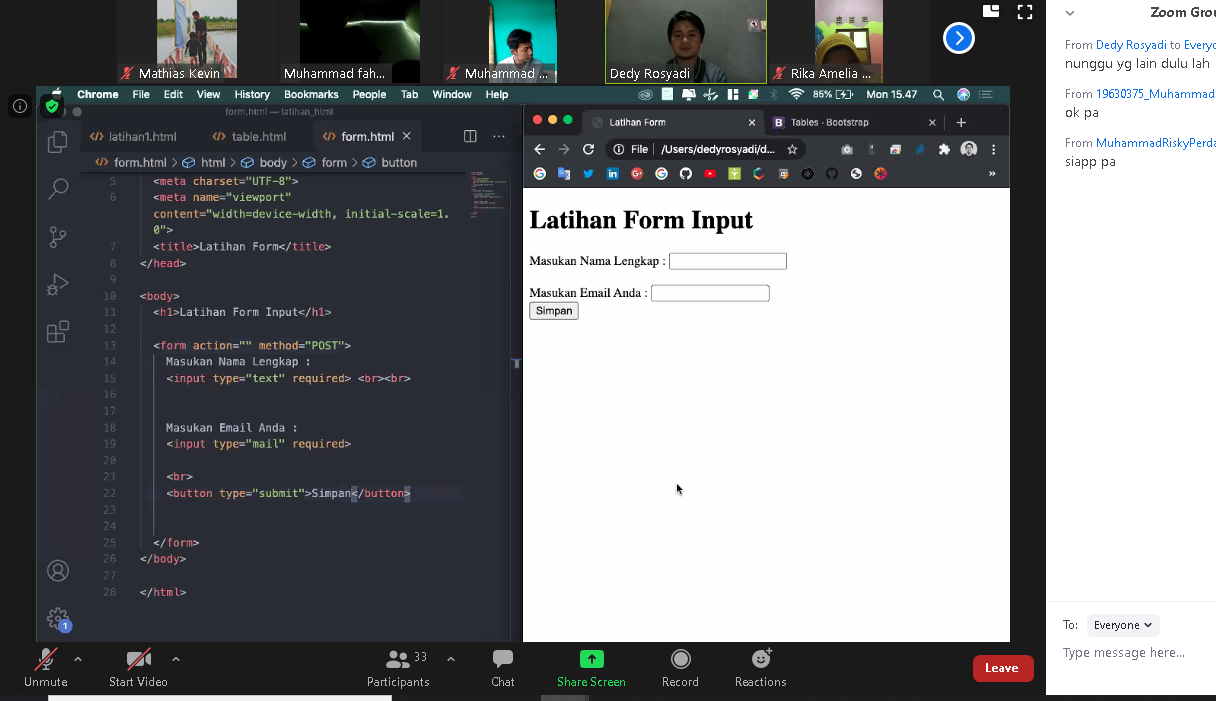 Mathias Kevin
Muhammad fah...
Muhammad ...
Dedy Rosyadi
Rika Amelia ...
Zoom Grou
From Dedy Rosyadi to Everyo
nunggu yg lain dulu lah
From 19630375_Muhammad
ok pa
From MuhammadRiskyPerda
siapp pa
Chrome File Edit View History Bookmarks People Tab Window Help
85% Mon 15.47
form.html — latihan_html
latihan1.html table.html form.html
form.html > html > body > form > button
5 <meta charset="UTF-8">
6 <meta name="viewport"
content="width=device-width, initial-scale=1.
0">
7 <title>Latihan Form</title>
8 </head>
9
10 <body>
11 <h1>Latihan Form Input</h1>
12
13 <form action="" method="POST">
14 Masukan Nama Lengkap :
15 <input type="text" required> <br><br>
16
17
18 Masukan Email Anda :
19 <input type="mail" required>
20
21 <br>
22 <button type="submit">Simpan</button>
23
24
25 </form>
26 </body>
27
28 </html>
1
Latihan Form
B Tables · Bootstrap
File /Users/dedyrosyadi/d...
Latihan Form Input
Masukan Nama Lengkap :
Masukan Email Anda :
Simpan
To: Everyone
Type message here...
Unmute
Start Video
33
Participants
Chat
Share Screen
Record
Reactions
Leave